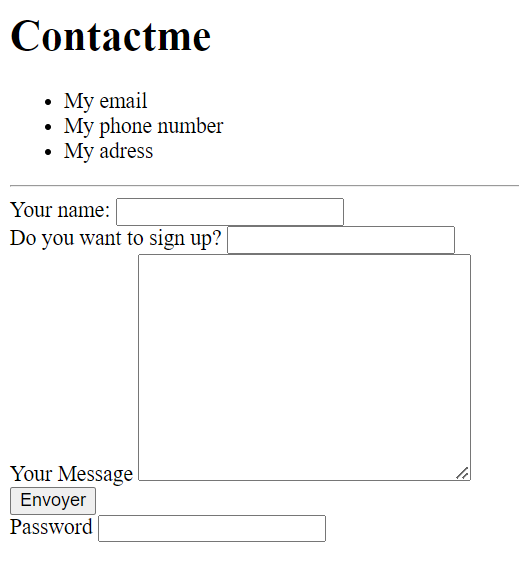 Contactme
My email
My phone number
My adress
Your name:
Do you want to sign up?
Your Message
Envoyer
Password